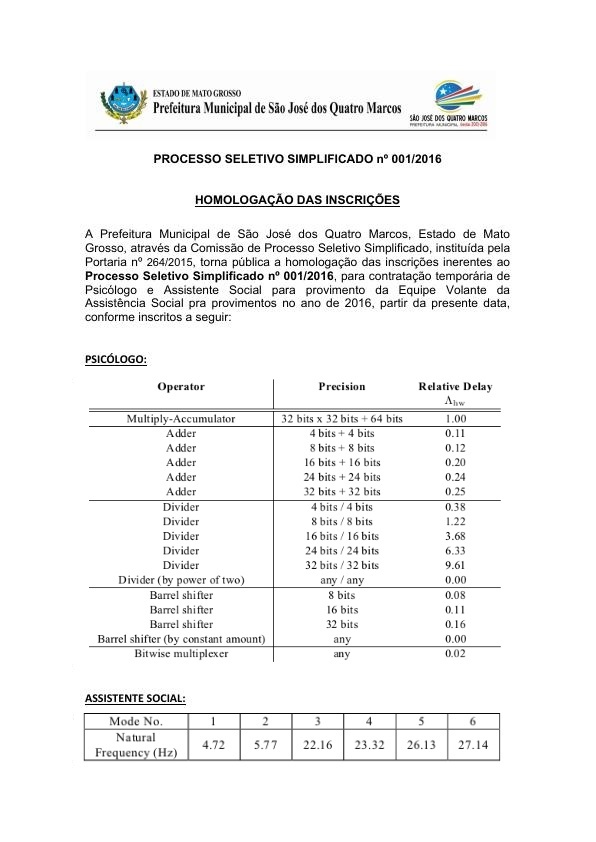 ESTADO DE MATO GROSSO
Prefeitura Municipal de São José dos Quatro Marcos
SÃO JOSÉ DOS QUATRO MARCOS
PREFEITURA MUNICIPAL Gestão 2013-2016
PROCESSO SELETIVO SIMPLIFICADO nº 001/2016
HOMOLOGAÇÃO DAS INSCRIÇÕES
A Prefeitura Municipal de São José dos Quatro Marcos, Estado de Mato
Grosso, através da Comissão de Processo Seletivo Simplificado, instituída pela
Portaria nº 264/2015, torna pública a homologação das inscrições inerentes ao
Processo Seletivo Simplificado nº 001/2016, para contratação temporária de
Psicólogo e Assistente Social para provimento da Equipe Volante da
Assistência Social pra provimentos no ano de 2016, partir da presente data,
conforme inscritos a seguir:
PSICÓLOGO:
Operator Precision Relative Delay
Λhw
Multiply-Accumulator 32 bits x 32 bits + 64 bits 1.00
Adder 4 bits + 4 bits 0.11
Adder 8 bits + 8 bits 0.12
Adder 16 bits + 16 bits 0.20
Adder 24 bits + 24 bits 0.24
Adder 32 bits + 32 bits 0.25
Divider 4 bits / 4 bits 0.38
Divider 8 bits / 8 bits 1.22
Divider 16 bits / 16 bits 3.68
Divider 24 bits / 24 bits 6.33
Divider 32 bits / 32 bits 9.61
Divider (by power of two) any / any 0.00
Barrel shifter 8 bits 0.08
Barrel shifter 16 bits 0.11
Barrel shifter 32 bits 0.16
Barrel shifter (by constant amount) any 0.00
Bitwise multiplexer any 0.02
ASSISTENTE SOCIAL:
Mode No. 1 2 3 4 5 6
Natural
Frequency (Hz) 4.72 5.77 22.16 23.32 26.13 27.14